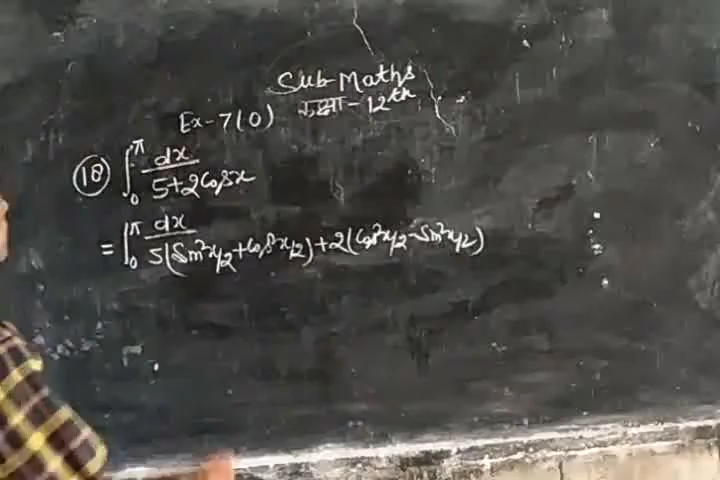 Sub-Maths
कक्षा - 12th
Ex-7(0)
(18) ∫₀^π dx / 5+2Cosx
= ∫₀^π dx / 5(Sin²x/2+Cos²x/2)+2(Cos²x/2-Sin²x/2)